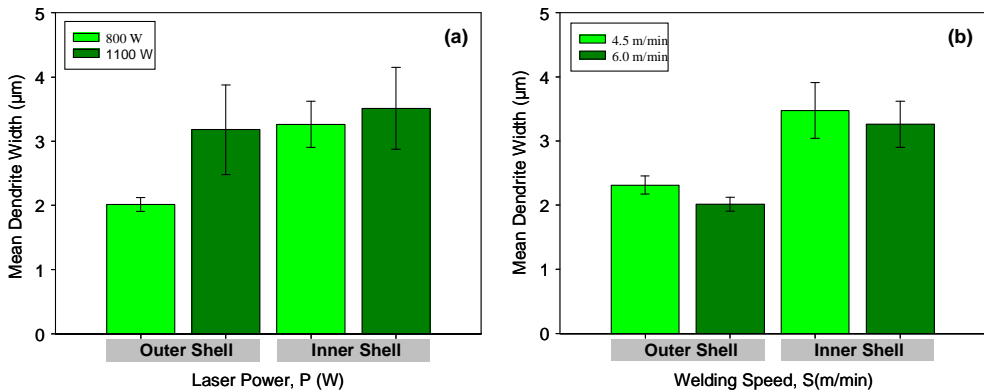 5
4
3
2
1
0
Mean Dendrite Width (µm)
800 W
1100 W
(a)
Outer Shell
Inner Shell
Laser Power, P (W)
5
4
3
2
1
0
Mean Dendrite Width (µm)
4.5 m/min
6.0 m/min
(b)
Outer Shell
Inner Shell
Welding Speed, S(m/min)